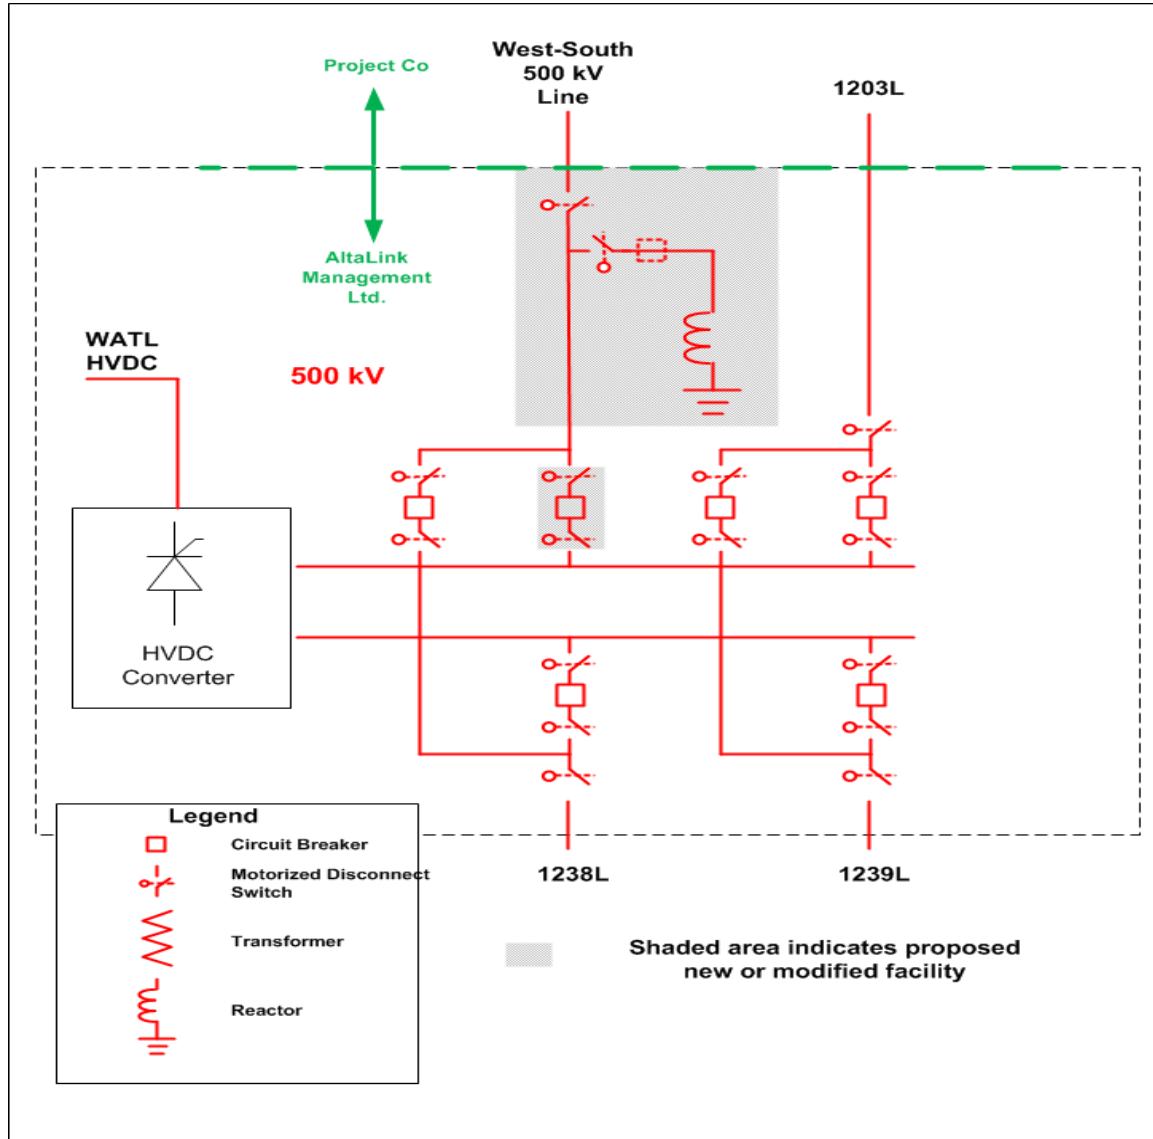 West-South
500 kV
Line
Project Co
1203L
AltaLink
Management
Ltd.
WATL
HVDC
500 kV
HVDC
Converter
Legend
Circuit Breaker
Motorized Disconnect
Switch
Transformer
Reactor
1238L
1239L
Shaded area indicates proposed
new or modified facility